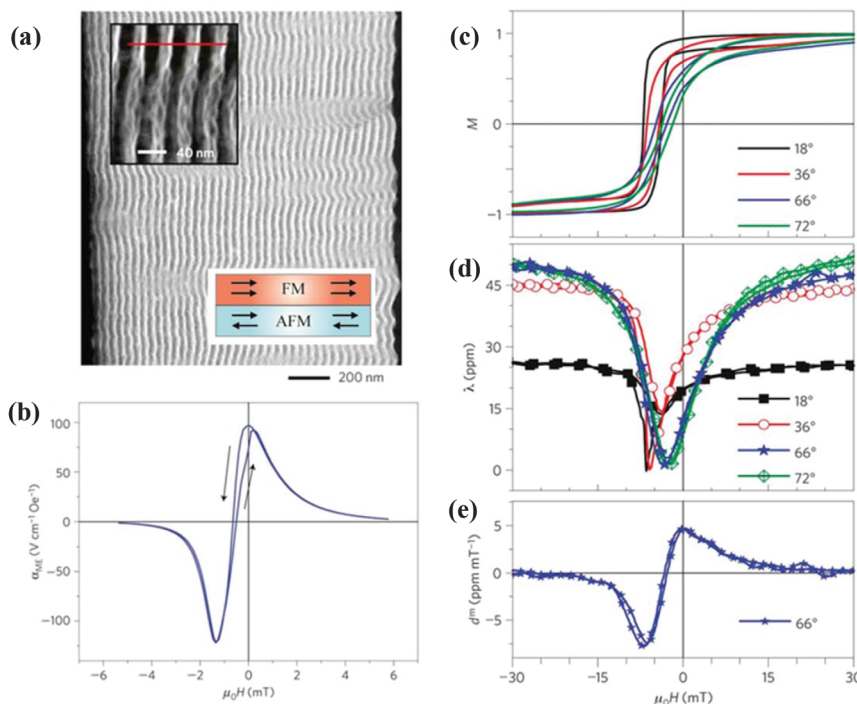 (a)
40 nm
FM
AFM
200 nm
(b)
100
50
0
−50
−100
α_ME (V cm⁻¹ Oe⁻¹)
−6 −4 −2 0 2 4 6
μ₀H (mT)
(c)
1
0
−1
M
18°
36°
66°
72°
(d)
45
30
15
0
λ (ppm)
18°
36°
66°
72°
(e)
5
0
−5
dᵐ (ppm mT⁻¹)
66°
−30 −15 0 15 30
μ₀H (mT)